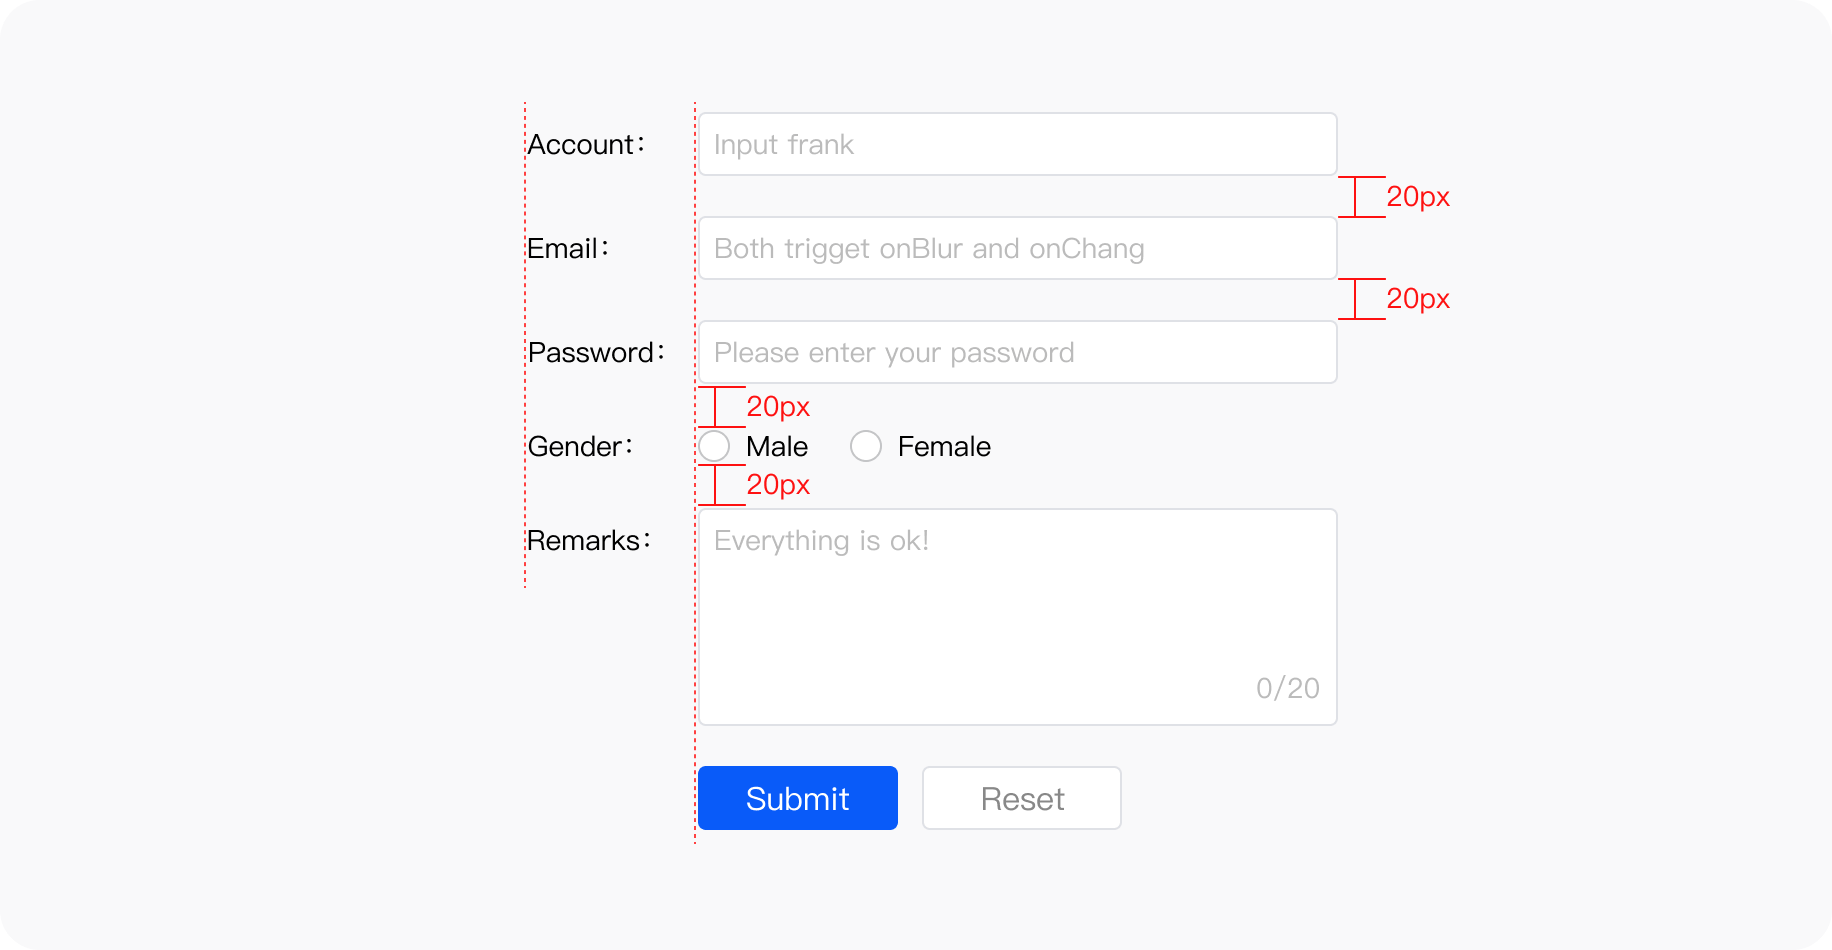 Account: Input frank
20px
Email: Both trigget onBlur and onChang
20px
Password: Please enter your password
20px
Gender: Male Female
20px
Remarks: Everything is ok!
0/20
Submit Reset